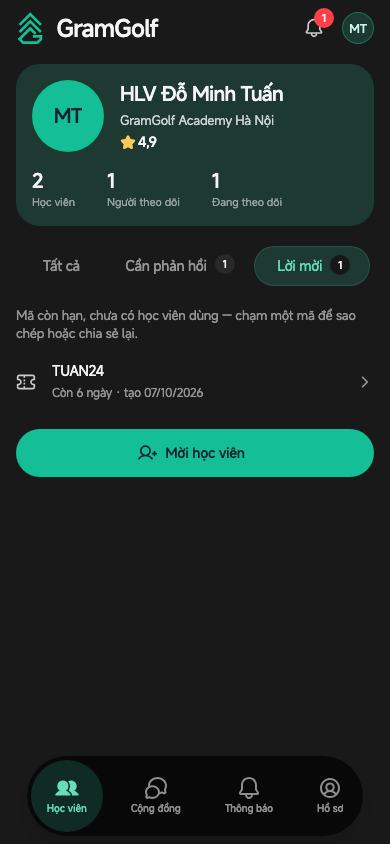 GramGolf
1
MT
MT
HLV Đỗ Minh Tuấn
GramGolf Academy Hà Nội
4,9
2
1
1
Học viên
Người theo dõi
Đang theo dõi
Tất cả
Cần phản hồi 1
Lời mời 1
Mã còn hạn, chưa có học viên dùng — chạm một mã để sao
chép hoặc chia sẻ lại.
TUAN24
Còn 6 ngày · tạo 07/10/2026
Mời học viên
Học viên
Cộng đồng
Thông báo
Hồ sơ